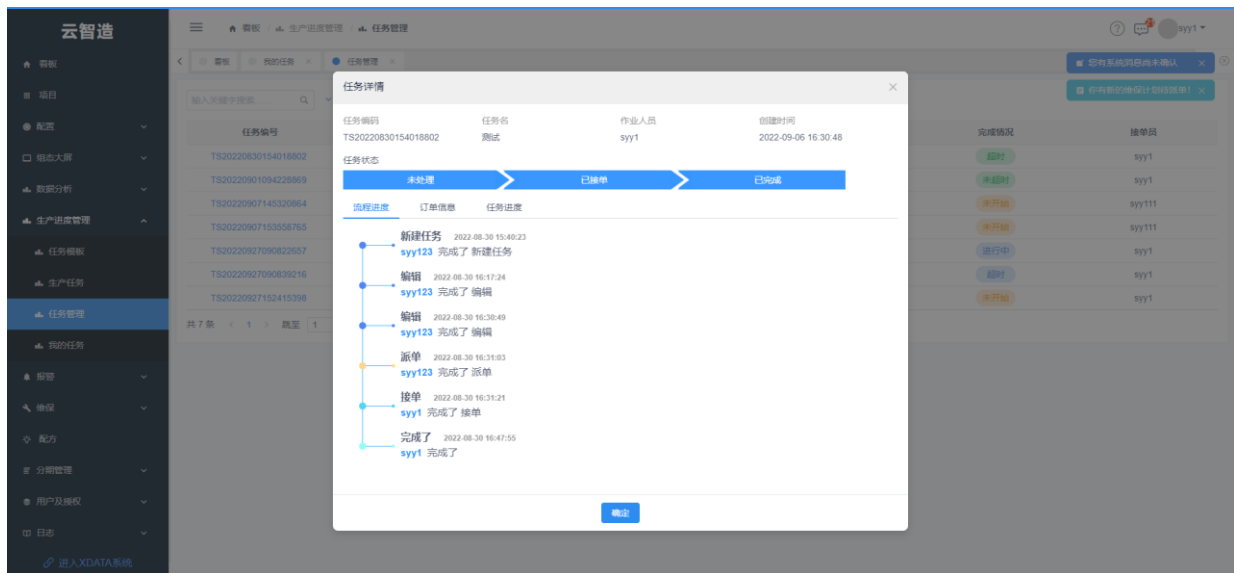 云智造
看板 生产进度管理 任务管理
syy1
看板 我的任务 任务管理
您有系统消息尚未确认
你有新的维保计划待派单!
看板
项目
配置
组态大屏
数据分析
生产进度管理
任务模板
生产任务
任务管理
我的任务
报警
维保
配方
分期管理
用户及授权
日志
进入XDATA系统
输入关键字搜索......
任务编号 完成情况 接单员
TS20220830154018802 超时 syy1
TS20220901094226869 未超时 syy1
TS20220907145320864 未开始 syy111
TS20220907153558765 未开始 syy111
TS20220927090822657 进行中 syy1
TS20220927090839216 超时 syy1
TS20220927152415398 未开始 syy1
共 7 条 < 1 > 跳至 1
任务详情
任务编码 任务名 作业人员 创建时间
TS20220830154018802 测试 syy1 2022-09-06 16:30:48
任务状态
未处理 已接单 已完成
流程进度 订单信息 任务进度
新建任务 2022-08-30 15:40:23
syy123 完成了 新建任务
编辑 2022-08-30 16:17:24
syy123 完成了 编辑
编辑 2022-08-30 16:30:49
syy123 完成了 编辑
派单 2022-08-30 16:31:03
syy123 完成了 派单
接单 2022-08-30 16:31:21
syy1 完成了 接单
完成了 2022-08-30 16:47:55
syy1 完成了
确定